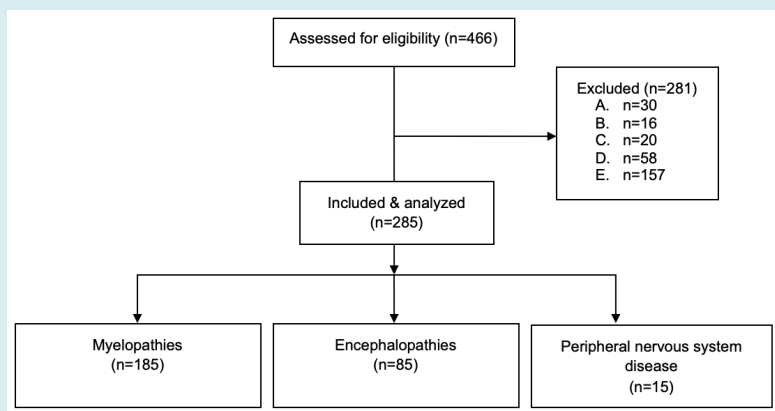 Assessed for eligibility (n=466)
Excluded (n=281)
A. n=30
B. n=16
C. n=20
D. n=58
E. n=157
Included & analyzed
(n=285)
Myelopathies
(n=185)
Encephalopathies
(n=85)
Peripheral nervous system
disease
(n=15)